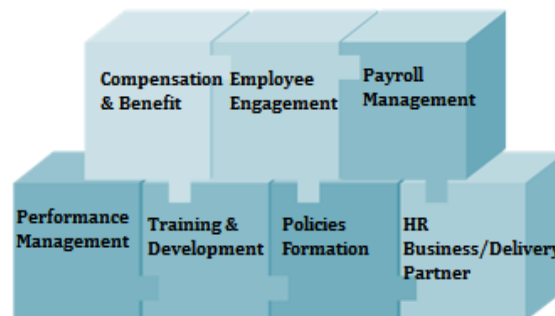 Compensation
& Benefit
Employee
Engagement
Payroll
Management
Performance
Management
Training &
Development
Policies
Formation
HR
Business/Delivery
Partner